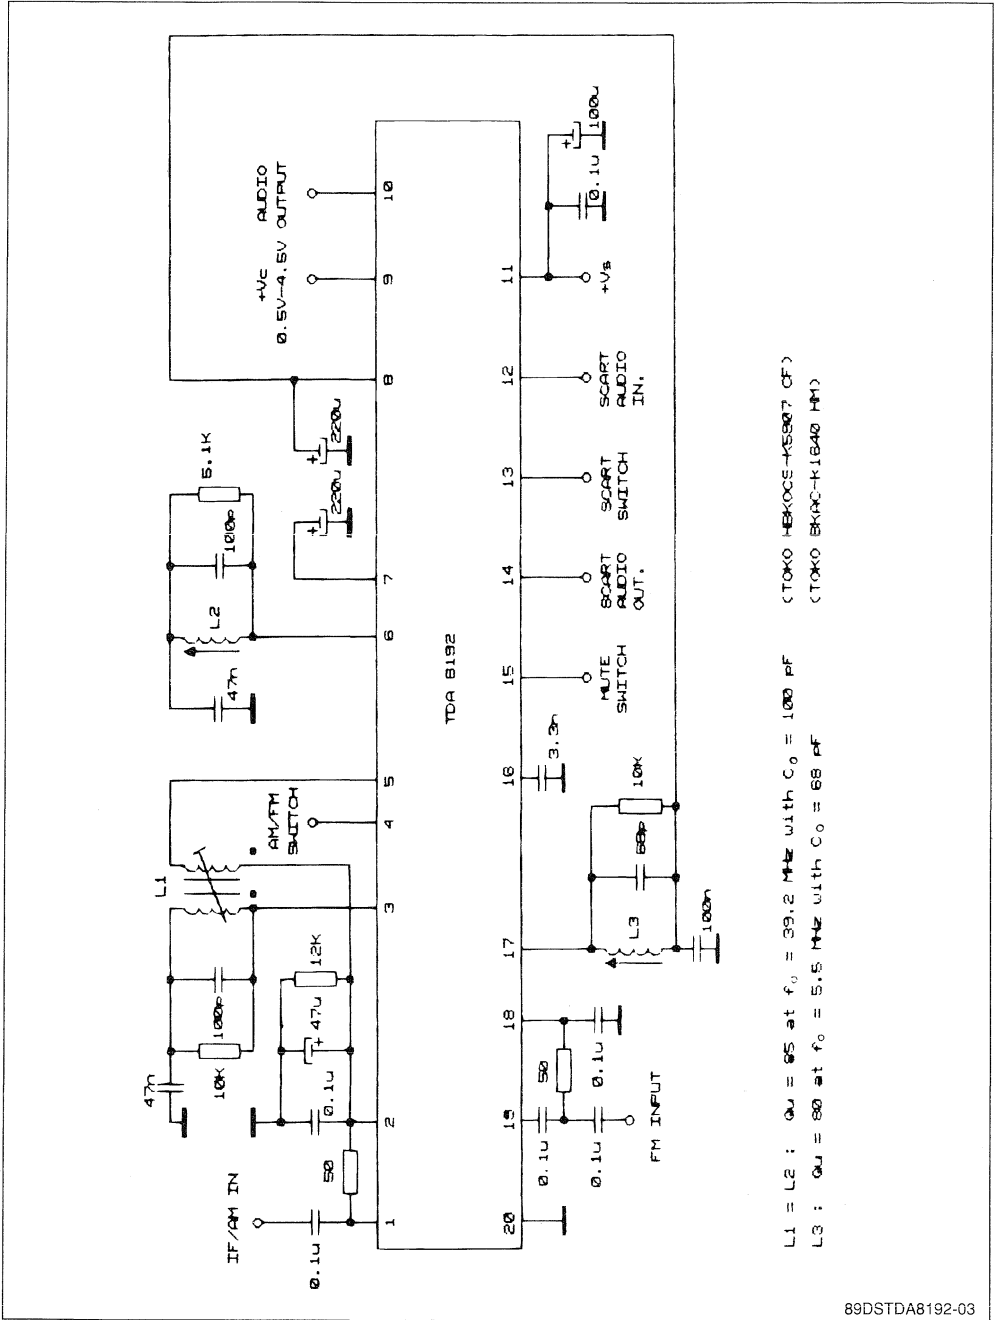 IF/AM IN
0.1u
50
0.1u
47u
+
12K
47n
10K
100p
L1
AM/FM
SWITCH
47n
L2
100p
5.1K
+
220u
+
220u
+Vc
0.5V-4.5V
AUDIO
OUTPUT
1
2
3
4
5
6
7
8
9
10
TDA 8192
20
19
18
17
16
15
14
13
12
11
0.1u
0.1u
50
0.1u
FM INPUT
L3
68p
10K
100n
3.3n
MUTE
SWITCH
SCART
AUDIO
OUT.
SCART
SWITCH
SCART
AUDIO
IN.
+Vs
0.1u
+
100u
L1 = L2 : Qu = 85 at f₀ = 39.2 MHz with C₀ = 100 pF (TOKO
L3 : Qu = 80 at f₀ = 5.5 MHz with C₀ = 68 pF (TOKO
89DSTDA8192-03